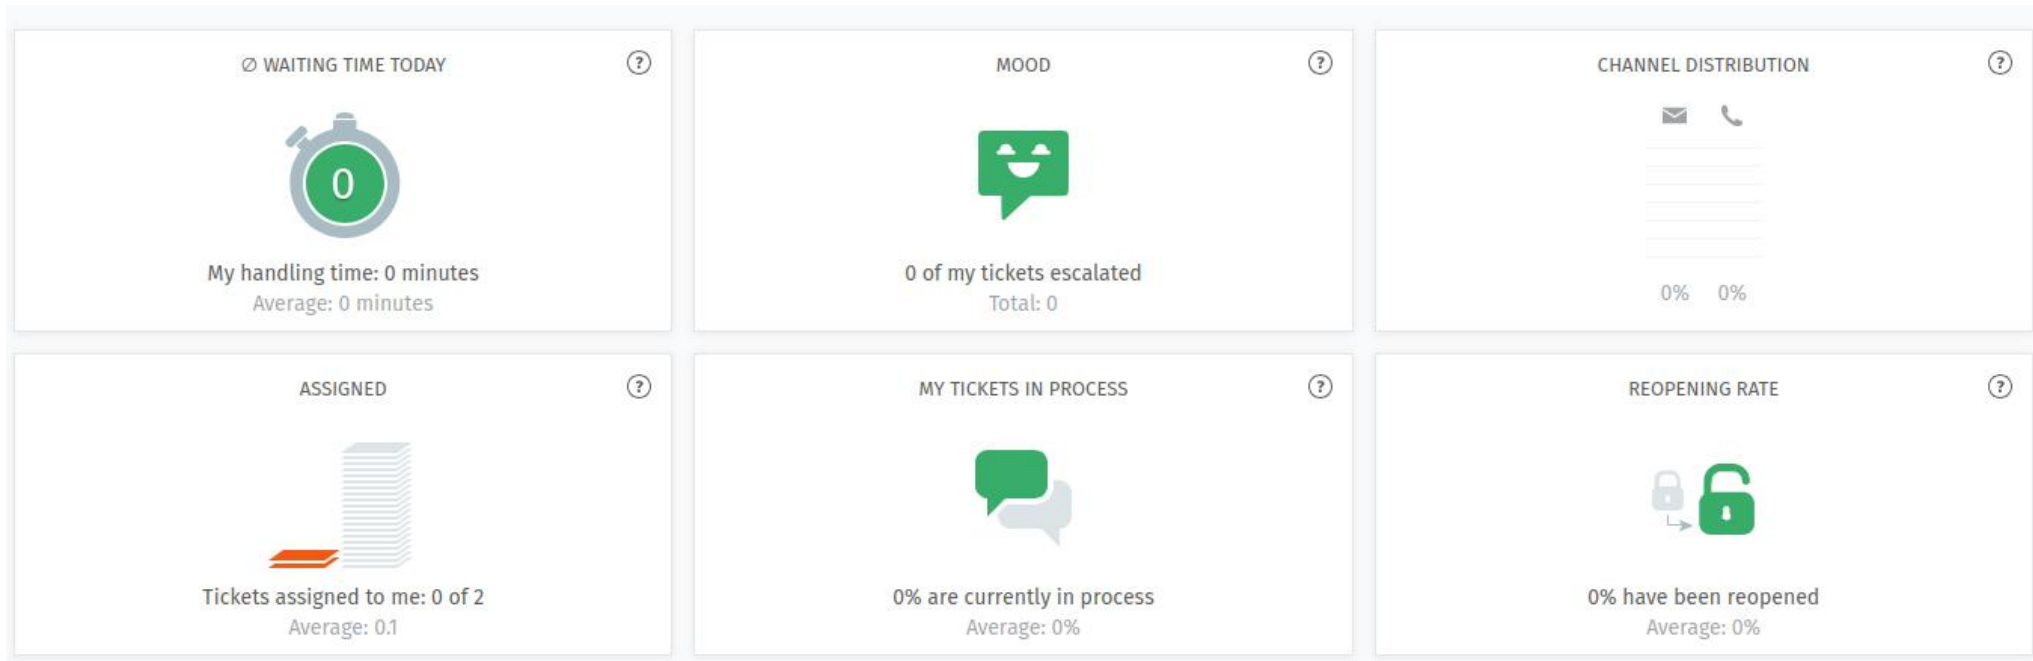 ∅ WAITING TIME TODAY
?
0
My handling time: 0 minutes
Average: 0 minutes
MOOD
?
0 of my tickets escalated
Total: 0
CHANNEL DISTRIBUTION
?
0% 0%
ASSIGNED
?
Tickets assigned to me: 0 of 2
Average: 0.1
MY TICKETS IN PROCESS
?
0% are currently in process
Average: 0%
REOPENING RATE
?
0% have been reopened
Average: 0%